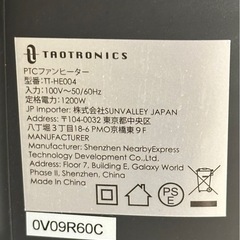 TAOTRONICS
PTCファンヒーター
型番: TT-HE004
入力: 100V～50/60Hz
定格電力: 1200W
JP Importer: 株式会社SUNVALLEY JAPAN
Address: 〒104-0032 東京都中央区
八丁堀３丁目18-6 PMO京橋東９F
MANUFACTURER
Manufacturer: Shenzhen NearbyExpress
Technology Development Co., Ltd.
Address: Floor 7, Building E, Galaxy World
Phase II, Shenzhen, China
PSE
0V09R60C